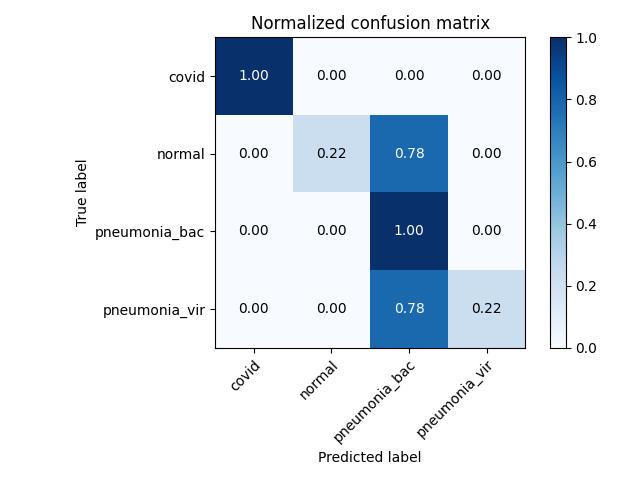 Normalized confusion matrix
covid 1.00 0.00 0.00 0.00
normal 0.00 0.22 0.78 0.00
pneumonia_bac 0.00 0.00 1.00 0.00
pneumonia_vir 0.00 0.00 0.78 0.22
True label
covid normal pneumonia_bac pneumonia_vir
Predicted label
1.0
0.8
0.6
0.4
0.2
0.0